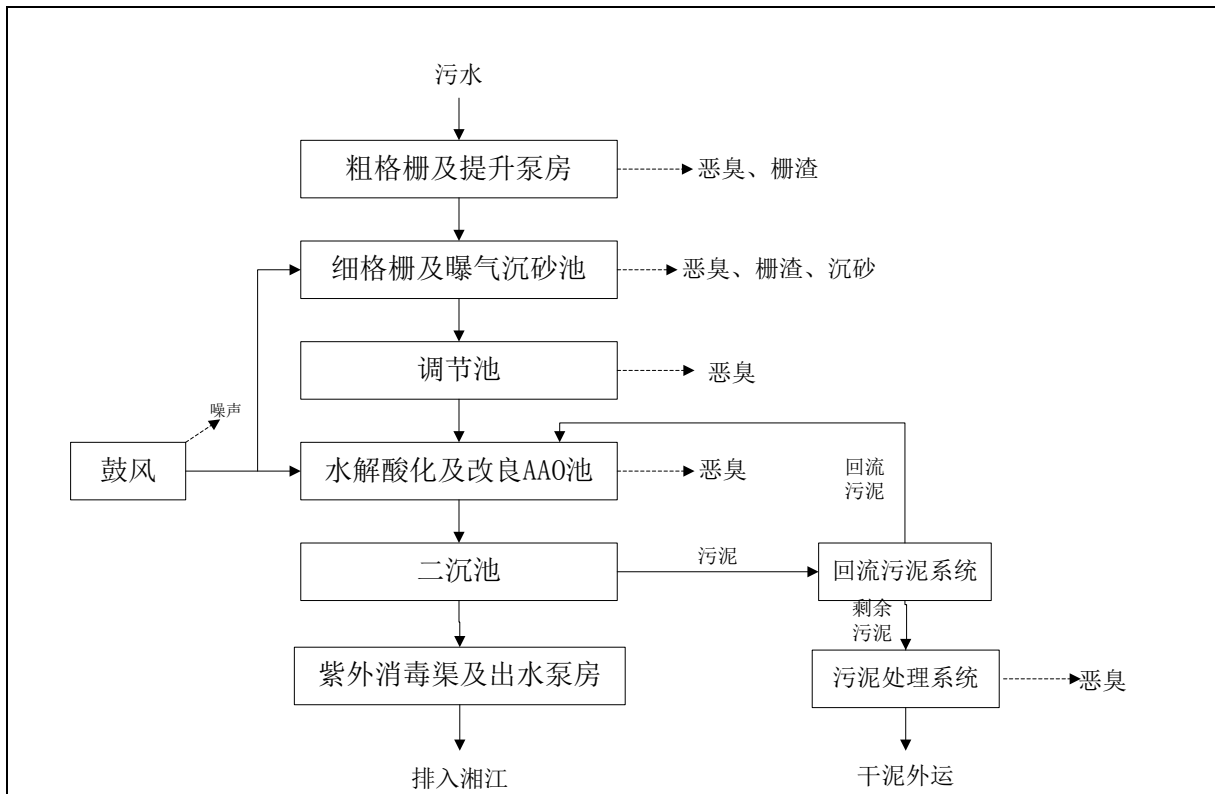 污水
粗格栅及提升泵房
恶臭、栅渣
细格栅及曝气沉砂池
恶臭、栅渣、沉砂
调节池
恶臭
噪声
鼓风
水解酸化及改良AAO池
恶臭
回流
污泥
二沉池
污泥
回流污泥系统
剩余
污泥
紫外消毒渠及出水泵房
污泥处理系统
恶臭
排入湘江
干泥外运